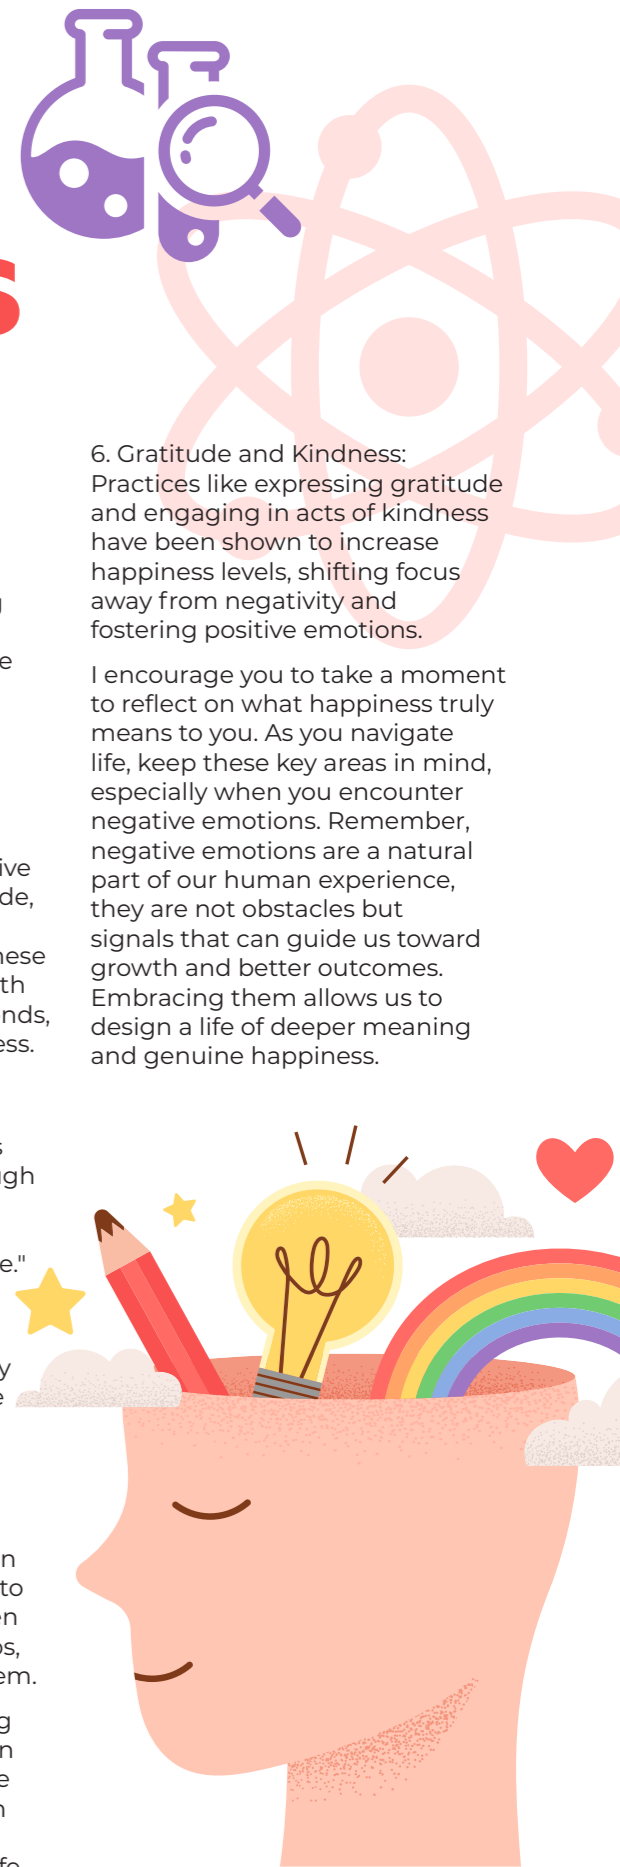 s
6. Gratitude and Kindness:
Practices like expressing gratitude
and engaging in acts of kindness
have been shown to increase
happiness levels, shifting focus
away from negativity and
fostering positive emotions.
I encourage you to take a moment
to reflect on what happiness truly
means to you. As you navigate
life, keep these key areas in mind,
especially when you encounter
negative emotions. Remember,
negative emotions are a natural
part of our human experience,
they are not obstacles but
signals that can guide us toward
growth and better outcomes.
Embracing them allows us to
design a life of deeper meaning
and genuine happiness.